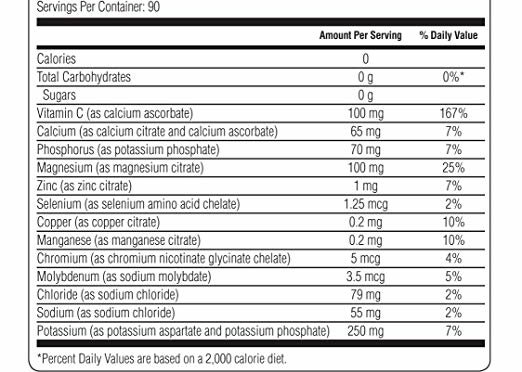 Servings Per Container: 90
Amount Per Serving % Daily Value
Calories 0
Total Carbohydrates 0 g 0%*
Sugars 0 g
Vitamin C (as calcium ascorbate) 100 mg 167%
Calcium (as calcium citrate and calcium ascorbate) 65 mg 7%
Phosphorus (as potassium phosphate) 70 mg 7%
Magnesium (as magnesium citrate) 100 mg 25%
Zinc (as zinc citrate) 1 mg 7%
Selenium (as selenium amino acid chelate) 1.25 mcg 2%
Copper (as copper citrate) 0.2 mg 10%
Manganese (as manganese citrate) 0.2 mg 10%
Chromium (as chromium nicotinate glycinate chelate) 5 mcg 4%
Molybdenum (as sodium molybdate) 3.5 mcg 5%
Chloride (as sodium chloride) 79 mg 2%
Sodium (as sodium chloride) 55 mg 2%
Potassium (as potassium aspartate and potassium phosphate) 250 mg 7%
*Percent Daily Values are based on a 2,000 calorie diet.